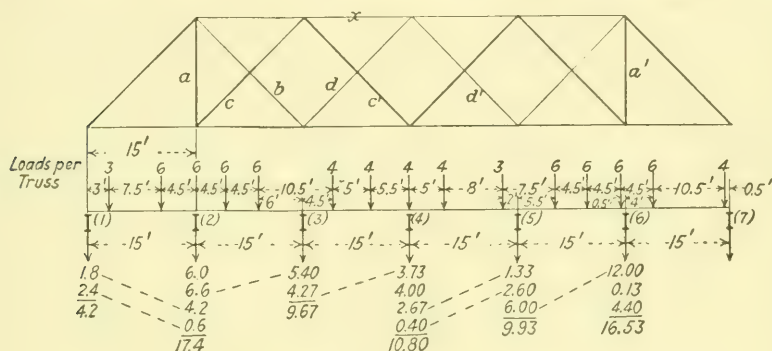 x
a b d a'
c c' d'
15'
Loads per
Truss
3 6 6 6 6 4 4 4 4 3 6 6 6 6 4
3' 7.5' 4.5' 4.5' 4.5' 10.5' 5' 5.5' 5' 8' 7.5' 4.5' 4.5' 4.5' 10.5' 0.5'
6' 4.5' 2' 5.5' 0.5' 4'
(1) (2) (3) (4) (5) (6) (7)
15' 15' 15' 15' 15' 15'
1.8 6.0 5.40 3.73 1.33 12.00
2.4 6.6 4.27 4.00 2.60 0.13
4.2 4.2 9.67 2.67 6.00 4.40
0.6 0.40 9.93 16.53
17.4 10.80